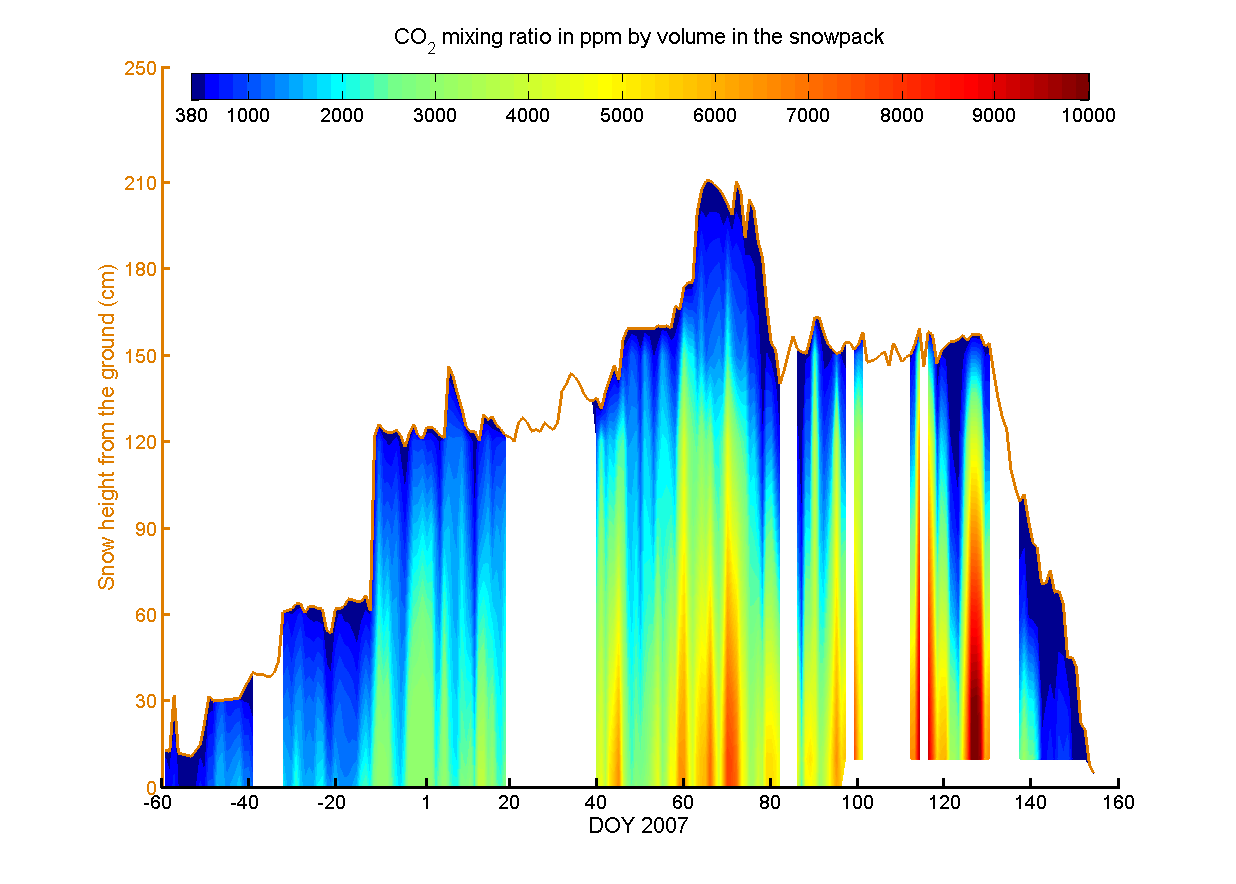 CO2 mixing ratio in ppm by volume in the snowpack
250
380 1000 2000 3000 4000 5000 6000 7000 8000 9000 10000
210
180
150
120
90
60
30
0
Snow height from the ground (cm)
-60 -40 -20 1 20 40 60 80 100 120 140 160
DOY 2007